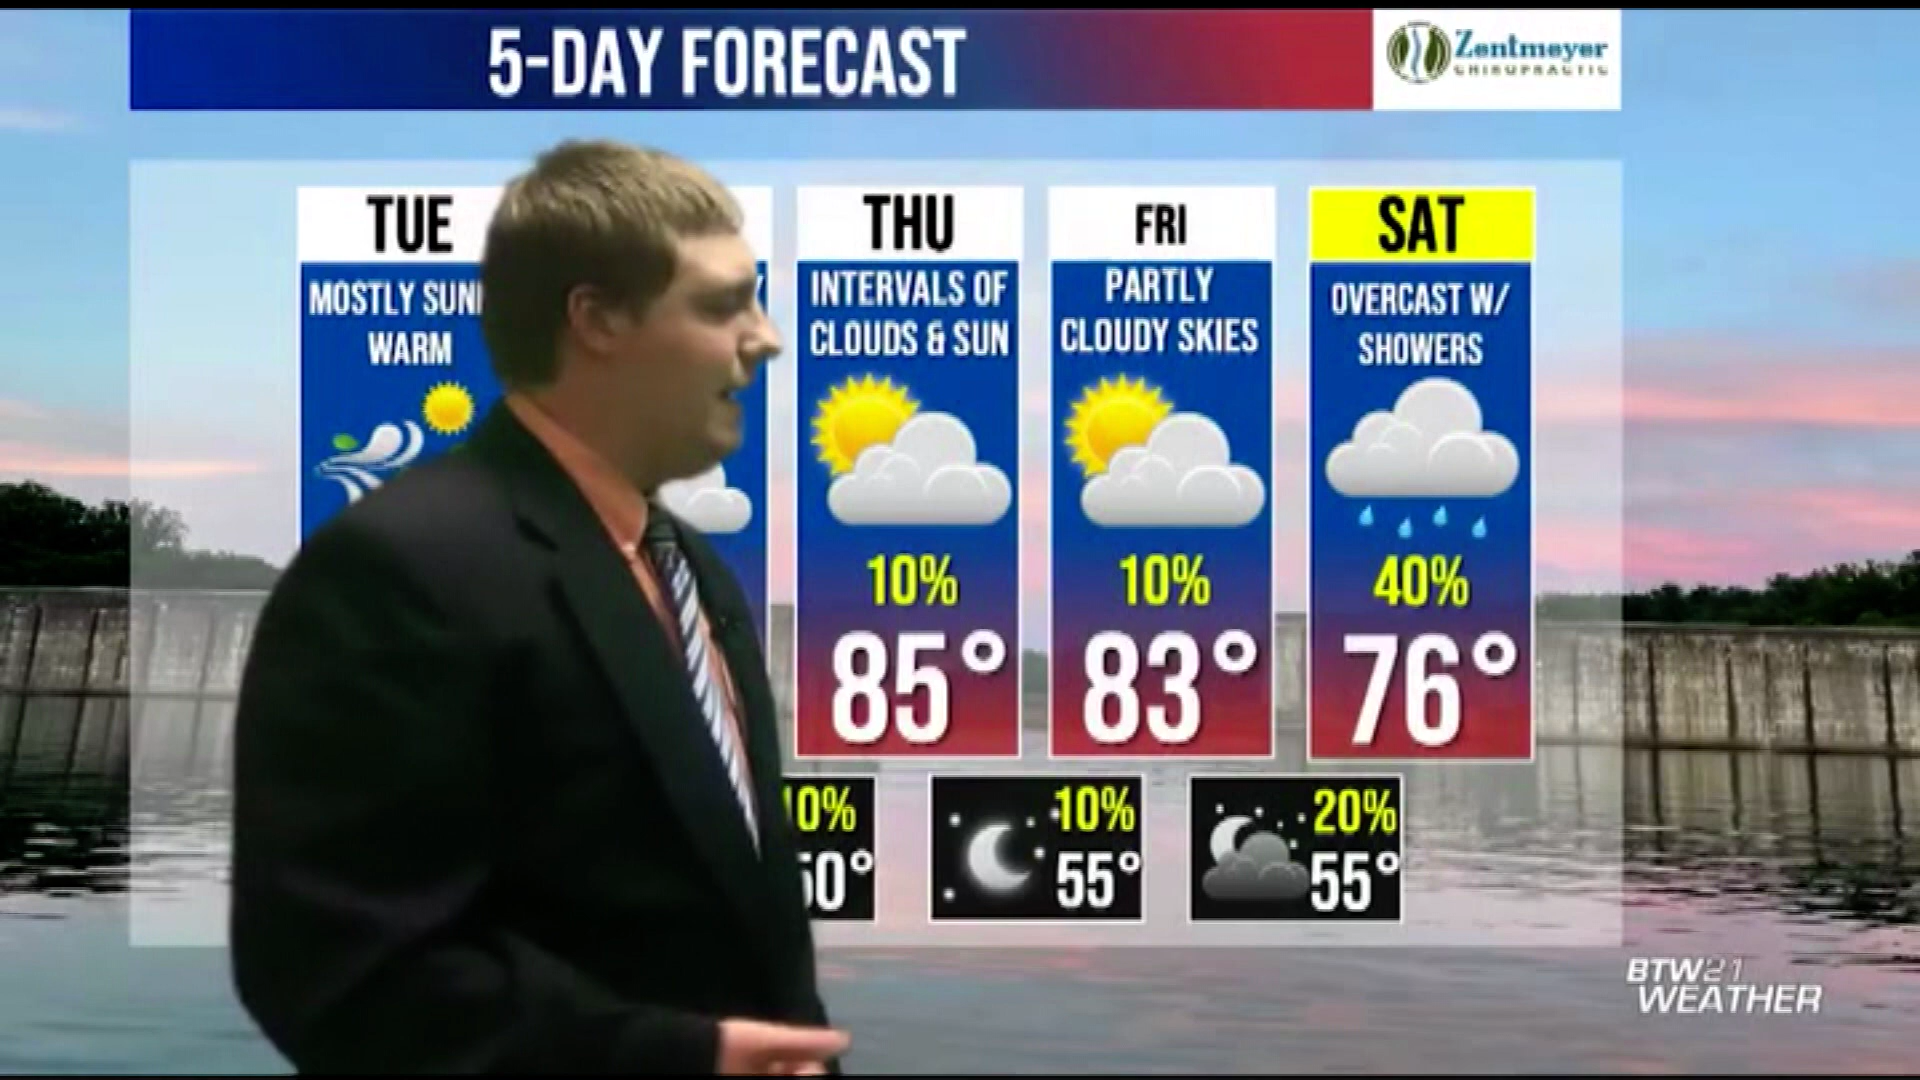 5-DAY FORECAST
Zentmeyer
CHIROPRACTIC
TUE
THU
FRI
SAT
MOSTLY
WARM
INTERVALS OF
CLOUDS & SUN
PARTLY
CLOUDY SKIES
OVERCAST W/
SHOWERS
10%
10%
40%
85°
83°
76°
10%
20%
55°
55°
BTW21
WEATHER